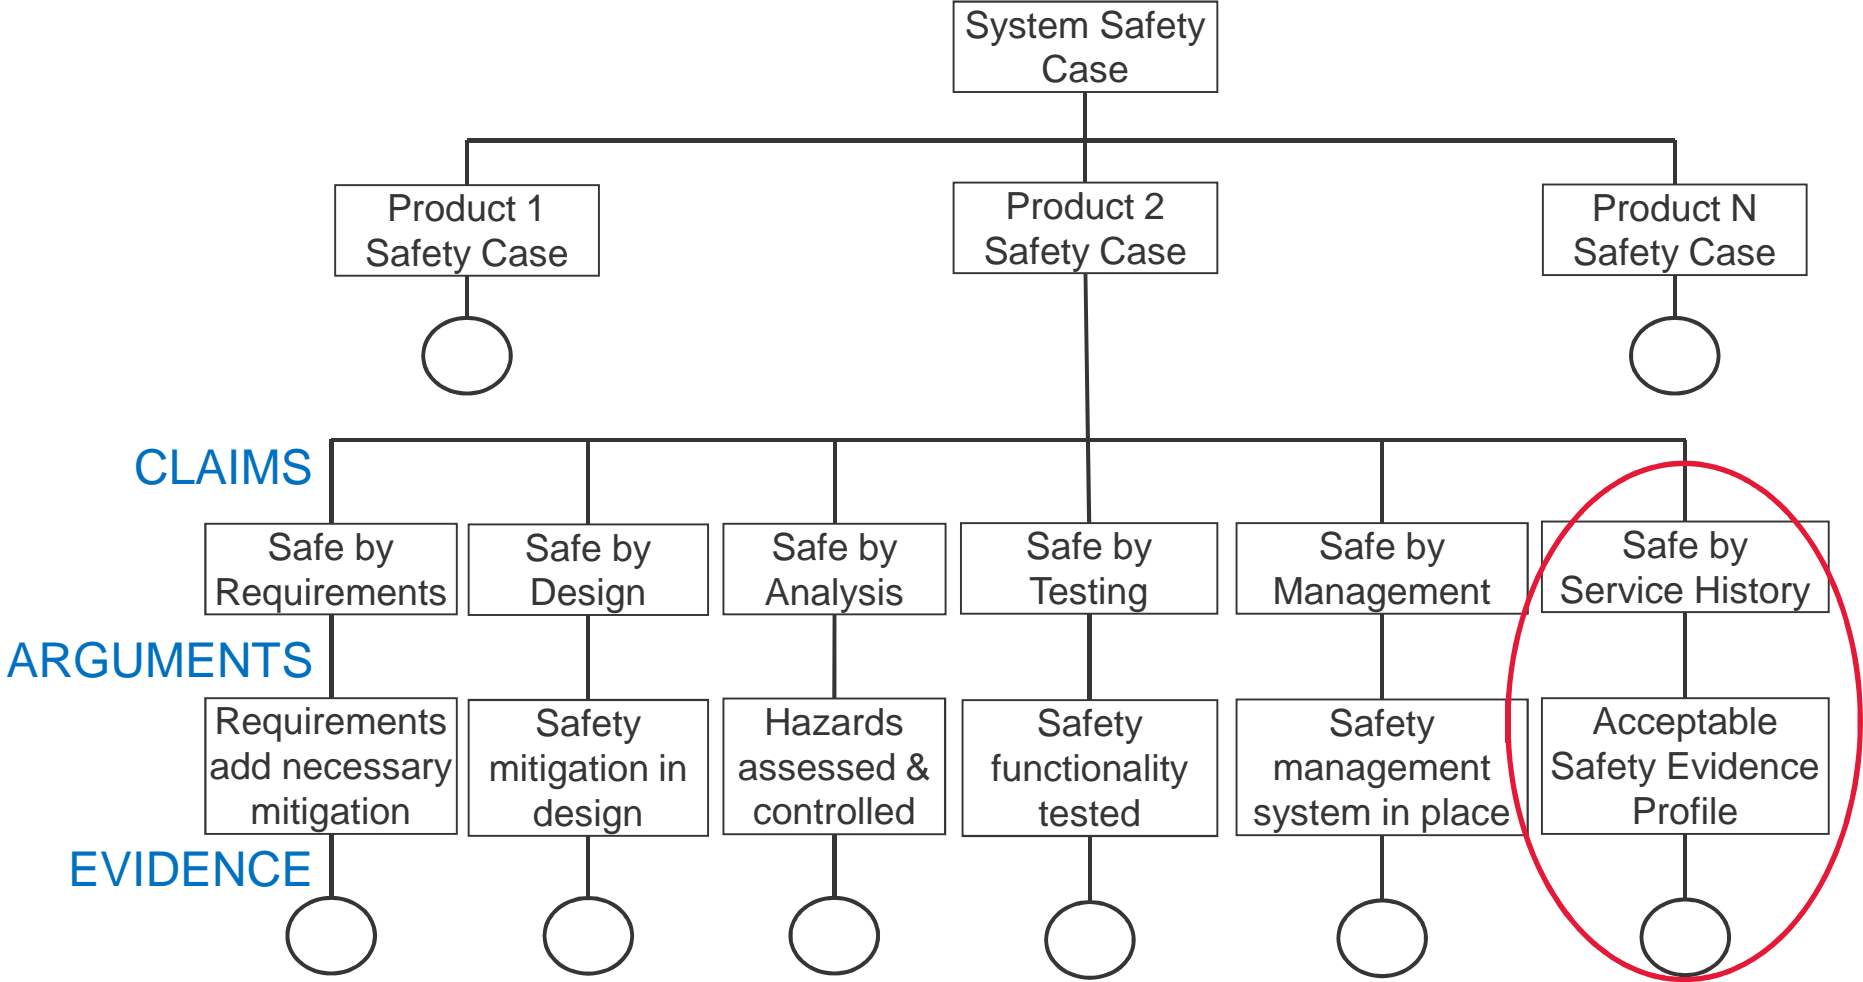 System Safety
Case
Product 1
Safety Case
Product 2
Safety Case
Product N
Safety Case
CLAIMS
Safe by
Requirements
Safe by
Design
Safe by
Analysis
Safe by
Testing
Safe by
Management
Safe by
Service History
ARGUMENTS
Requirements
add necessary
mitigation
Safety
mitigation in
design
Hazards
assessed &
controlled
Safety
functionality
tested
Safety
management
system in place
Acceptable
Safety Evidence
Profile
EVIDENCE